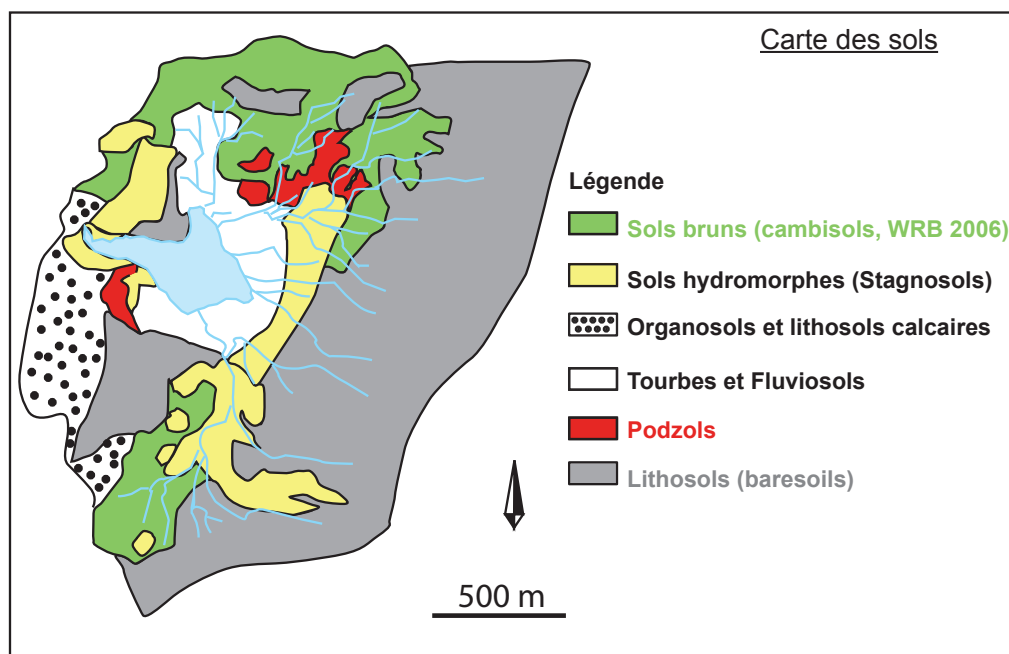 Carte des sols
Légende
Sols bruns (cambisols, WRB 2006)
Sols hydromorphes (Stagnosols)
Organosols et lithosols calcaires
Tourbes et Fluviosols
Podzols
Lithosols (baresoils)
500 m